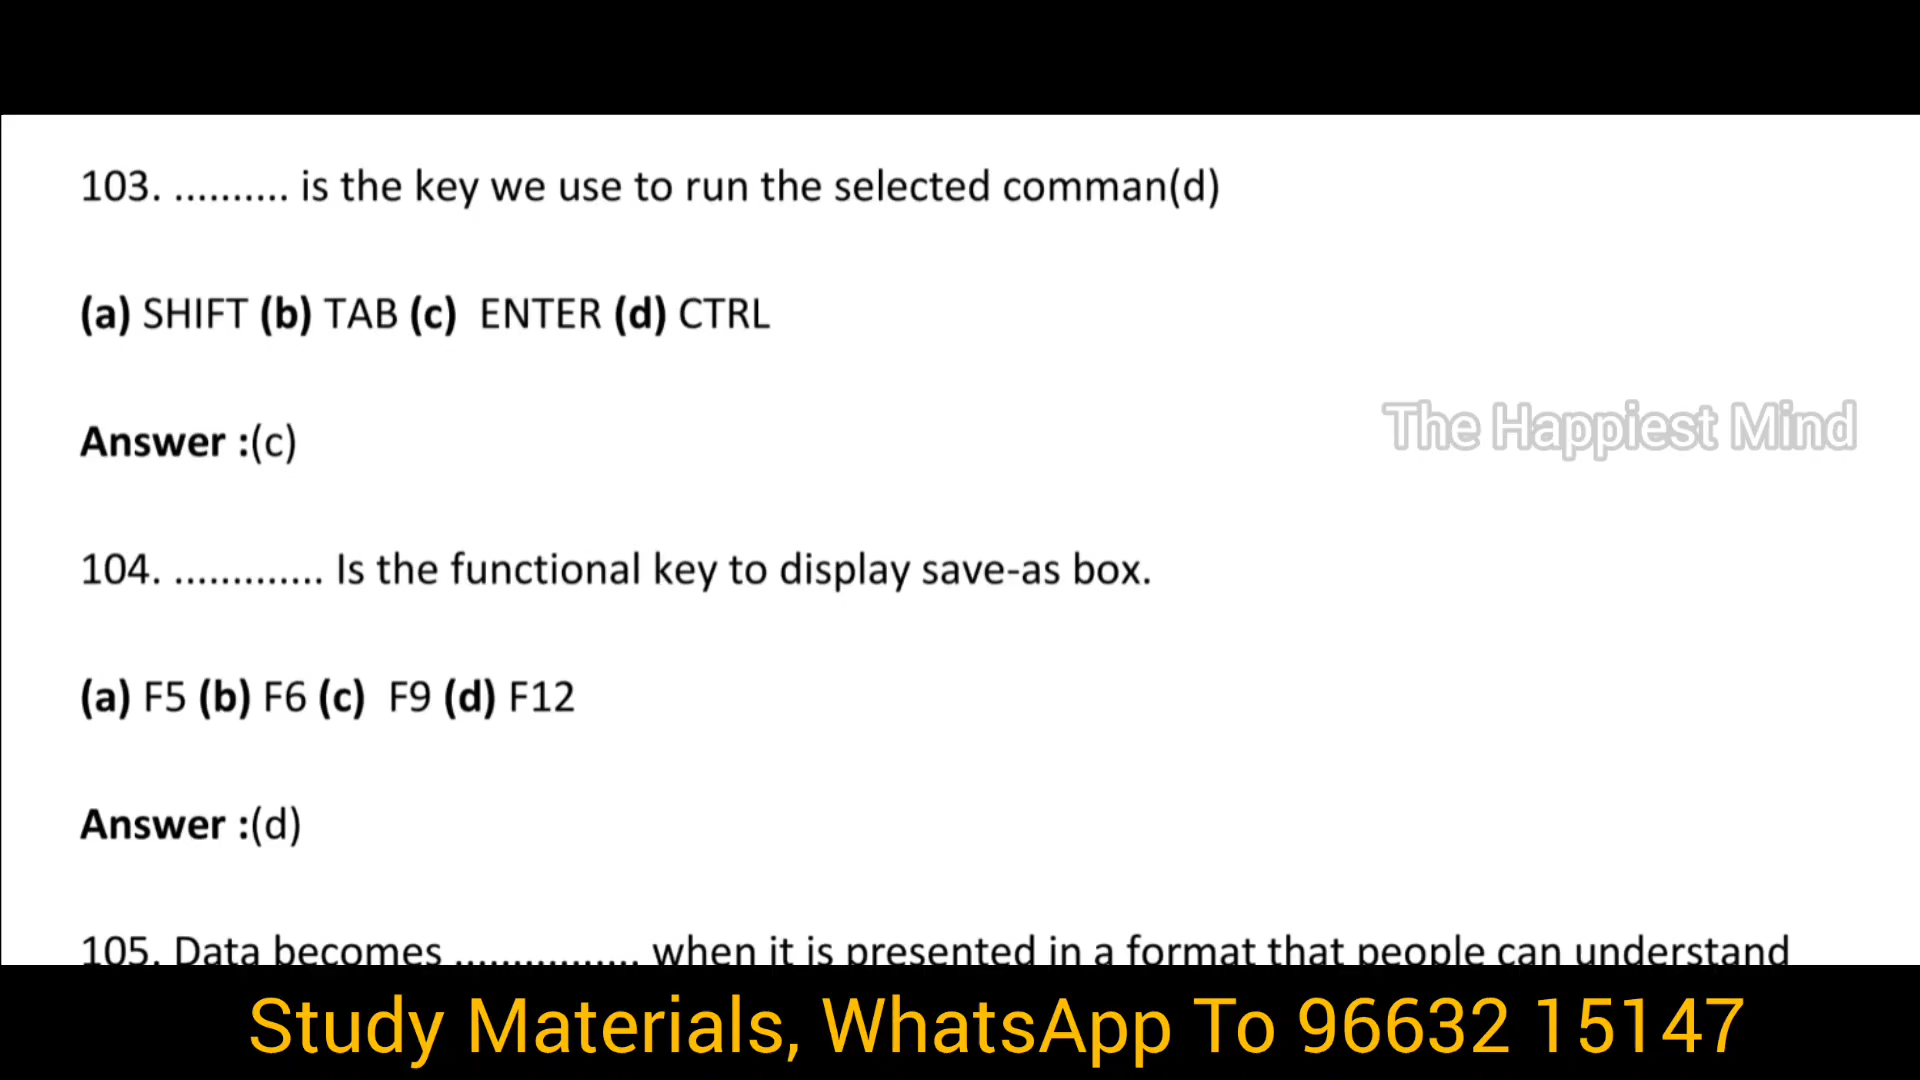 103. .......... is the key we use to run the selected comman(d)
(a) SHIFT (b) TAB (c) ENTER (d) CTRL
Answer :(c)
The Happiest Mind
104. ............. Is the functional key to display save-as box.
(a) F5 (b) F6 (c) F9 (d) F12
Answer :(d)
105. Data becomes ................ when it is presented in a format that people can understand
Study Materials, WhatsApp To 96632 15147